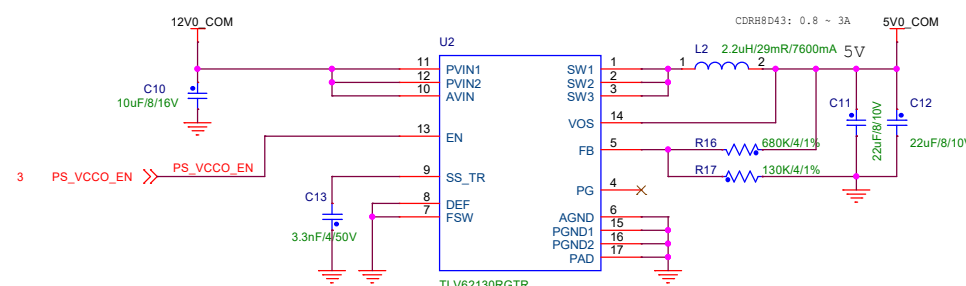 12V0_COM
CDRH8D43: 0.8 ~ 3A
5V0_COM
U2
L2
2.2uH/29mR/7600mA
5V
11
PVIN1
SW1
1
1
2
12
PVIN2
SW2
2
10
AVIN
SW3
3
C10
10uF/8/16V
C11
22uF/8/10V
C12
22uF/8/10V
VOS
14
13
EN
FB
5
R16
680K/4/1%
3
PS_VCCO_EN
PS_VCCO_EN
9
SS_TR
R17
130K/4/1%
PG
4
C13
3.3nF/4/50V
8
DEF
7
FSW
AGND
6
PGND1
15
PGND2
16
PAD
17
TLV62130RGTR